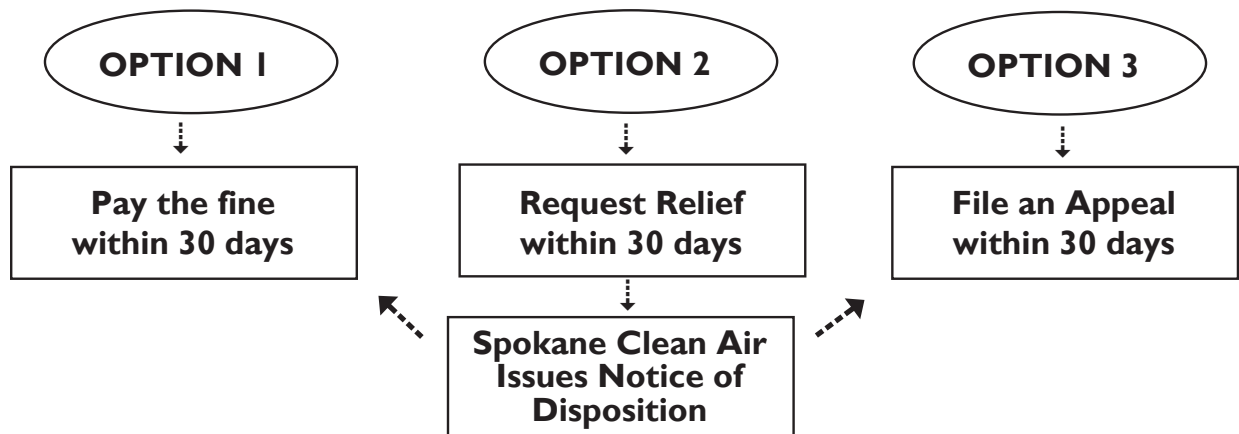 OPTION 1
OPTION 2
OPTION 3
Pay the fine
within 30 days
Request Relief
within 30 days
File an Appeal
within 30 days
Spokane Clean Air
Issues Notice of
Disposition